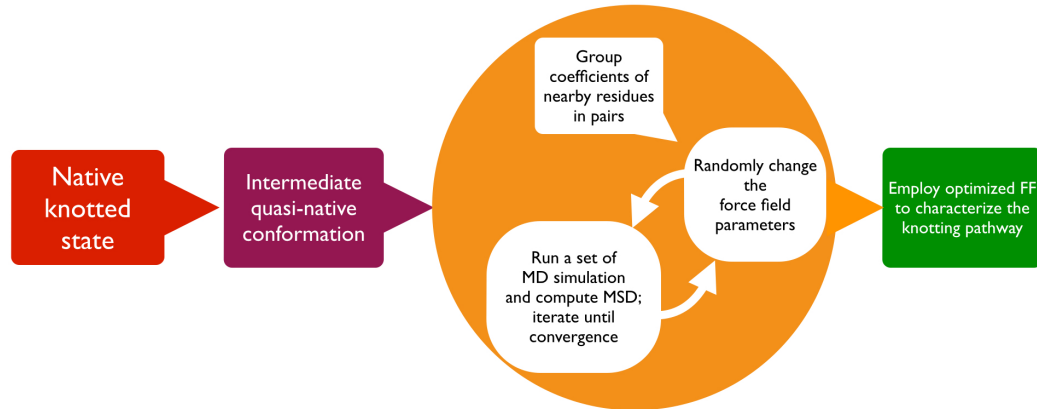 Native
knotted
state
Intermediate
quasi-native
conformation
Group
coefficients of
nearby residues
in pairs
Randomly change
the
force field
parameters
Run a set of
MD simulation
and compute MSD;
iterate until
convergence
Employ optimized FF
to characterize the
knotting pathway